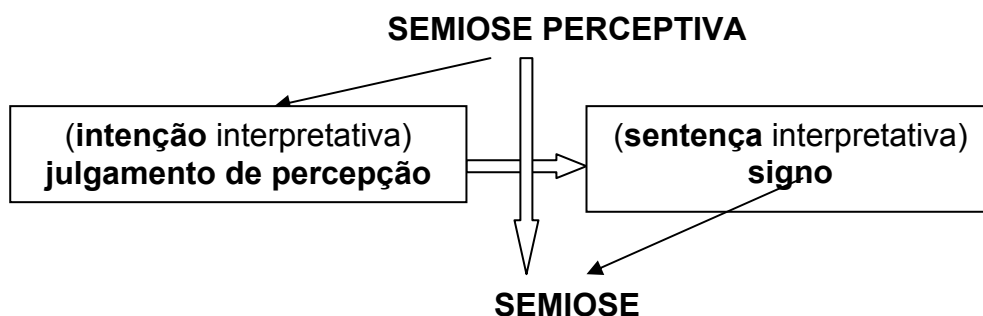 SEMIOSE PERCEPTIVA
(intenção interpretativa)
julgamento de percepção
(sentença interpretativa)
signo
SEMIOSE